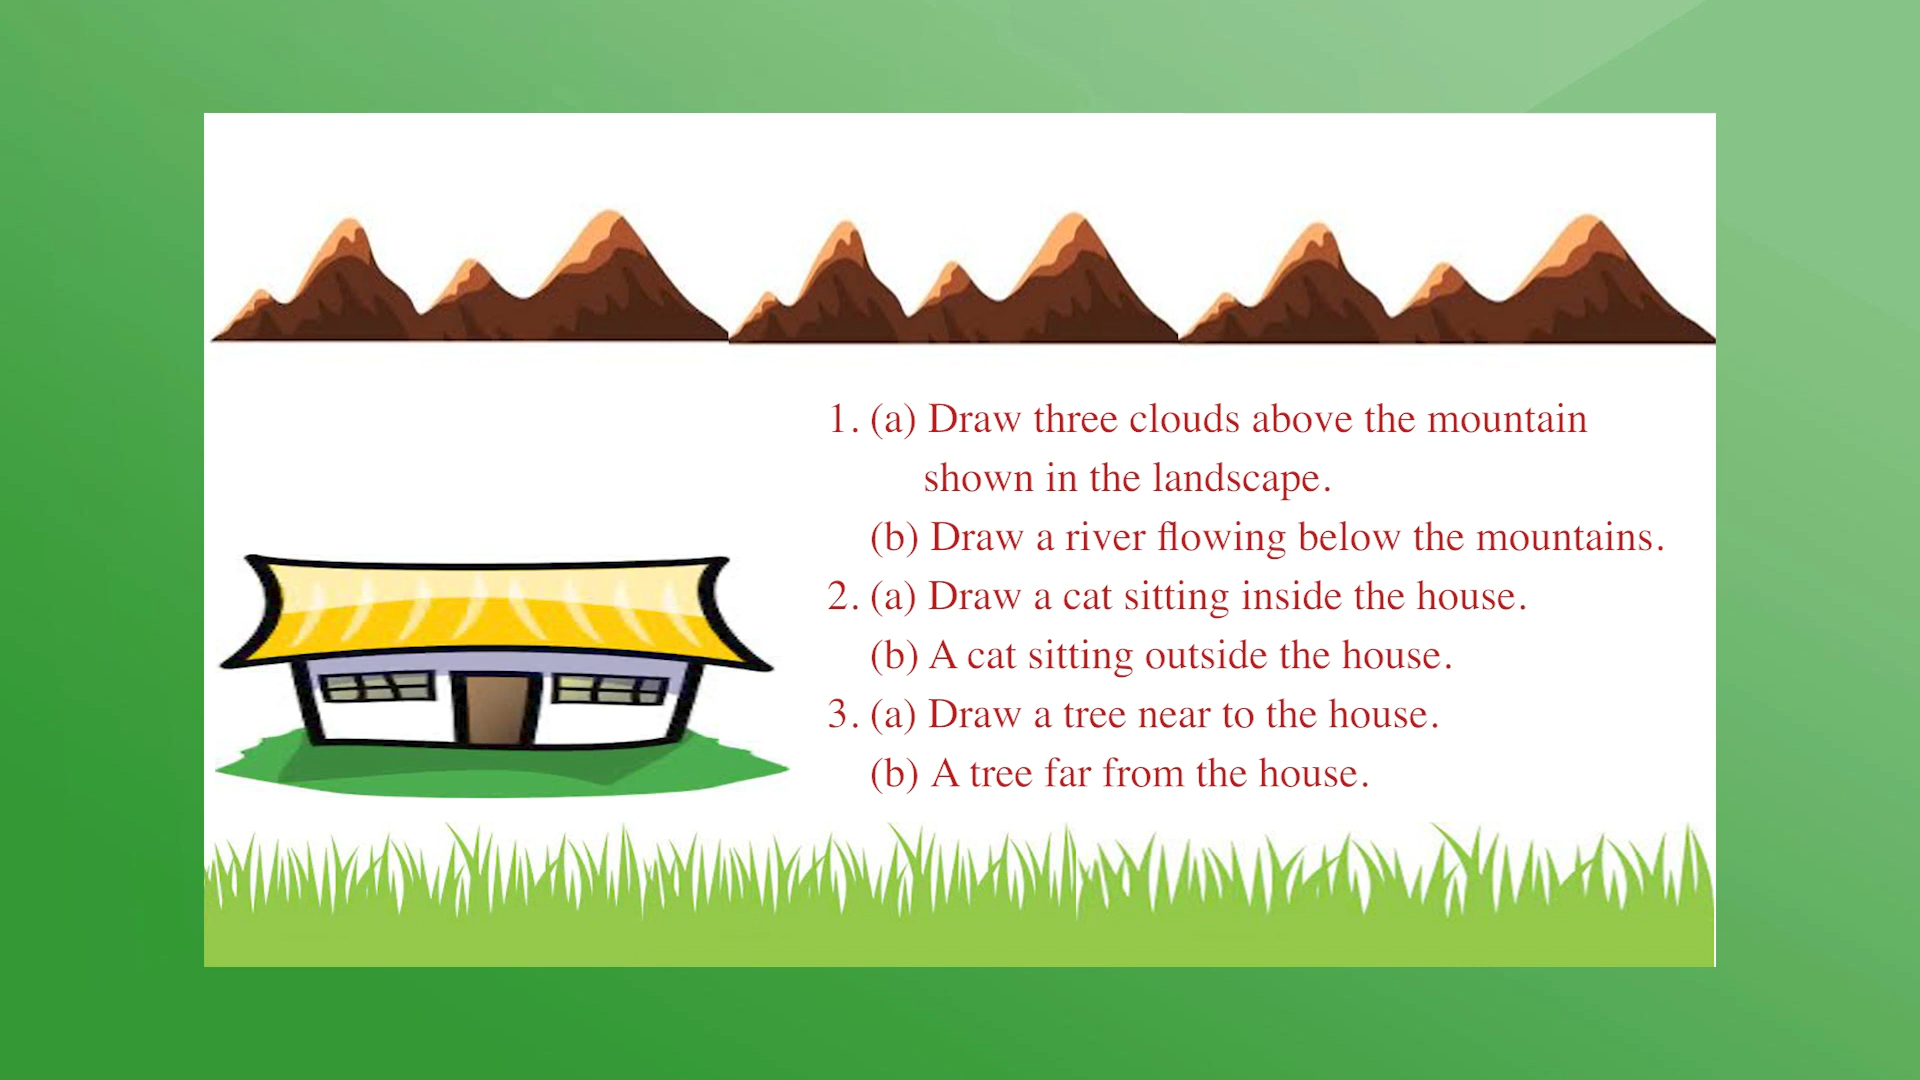 1. (a) Draw three clouds above the mountain
shown in the landscape.
(b) Draw a river flowing below the mountains.
2. (a) Draw a cat sitting inside the house.
(b) A cat sitting outside the house.
3. (a) Draw a tree near to the house.
(b) A tree far from the house.